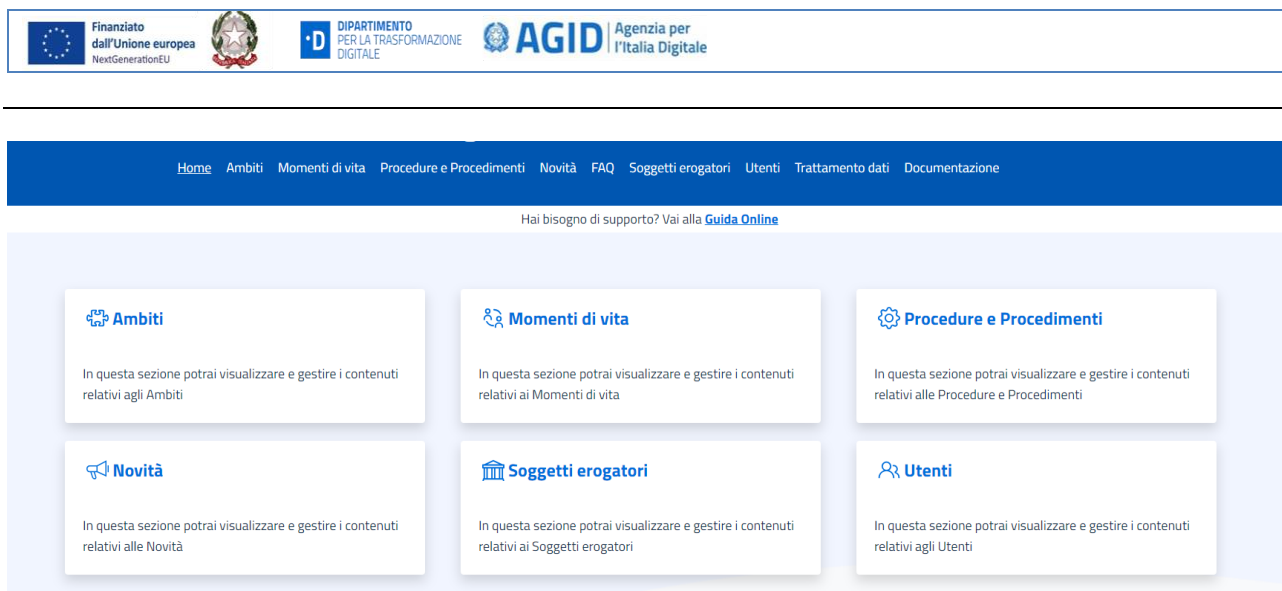 Finanziato
dall'Unione europea
NextGenerationEU
·D
DIPARTIMENTO
PER LA TRASFORMAZIONE
DIGITALE
AGID
Agenzia per
l'Italia Digitale
Home Ambiti Momenti di vita Procedure e Procedimenti Novità FAQ Soggetti erogatori Utenti Trattamento dati Documentazione
Hai bisogno di supporto? Vai alla Guida Online
Ambiti
In questa sezione potrai visualizzare e gestire i contenuti
relativi agli Ambiti
Momenti di vita
In questa sezione potrai visualizzare e gestire i contenuti
relativi ai Momenti di vita
Procedure e Procedimenti
In questa sezione potrai visualizzare e gestire i contenuti
relativi alle Procedure e Procedimenti
Novità
In questa sezione potrai visualizzare e gestire i contenuti
relativi alle Novità
Soggetti erogatori
In questa sezione potrai visualizzare e gestire i contenuti
relativi ai Soggetti erogatori
Utenti
In questa sezione potrai visualizzare e gestire i contenuti
relativi agli Utenti